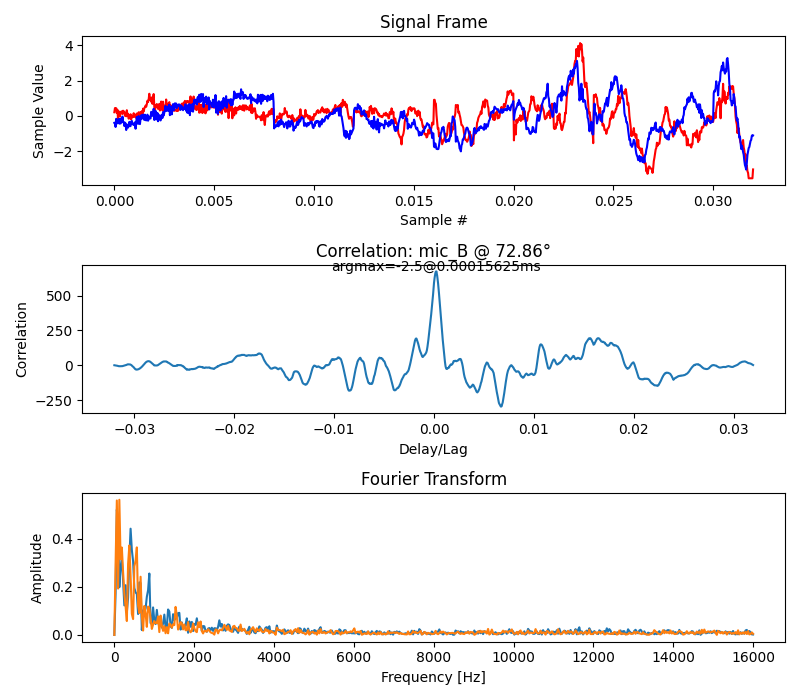 Signal Frame
Sample Value
4
2
0
−2
0.000 0.005 0.010 0.015 0.020 0.025 0.030
Sample #
Correlation: mic_B @ 72.86°
argmax=-2.5@0.00015625ms
Correlation
500
250
0
−250
−0.03 −0.02 −0.01 0.00 0.01 0.02 0.03
Delay/Lag
Fourier Transform
Amplitude
0.4
0.2
0.0
0 2000 4000 6000 8000 10000 12000 14000 16000
Frequency [Hz]